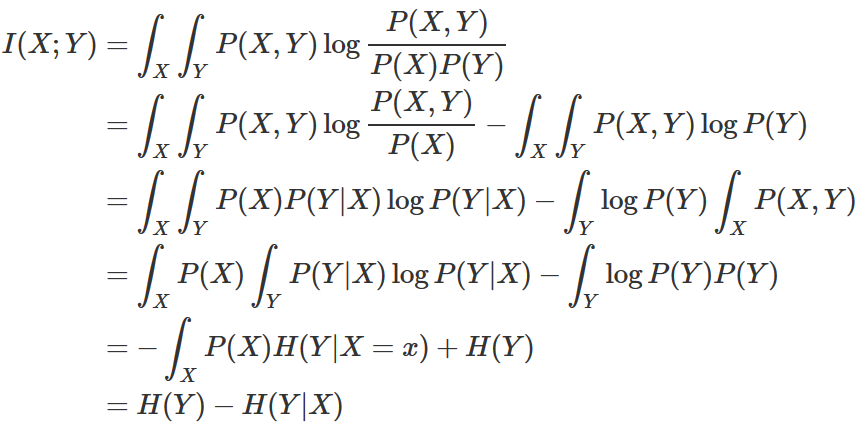 I(X;Y) = ∫_X ∫_Y P(X,Y) log P(X,Y) / P(X)P(Y)
= ∫_X ∫_Y P(X,Y) log P(X,Y) / P(X) − ∫_X ∫_Y P(X,Y) log P(Y)
= ∫_X ∫_Y P(X)P(Y|X) log P(Y|X) − ∫_Y log P(Y) ∫_X P(X,Y)
= ∫_X P(X) ∫_Y P(Y|X) log P(Y|X) − ∫_Y log P(Y)P(Y)
= − ∫_X P(X)H(Y|X = x) + H(Y)
= H(Y) − H(Y|X)